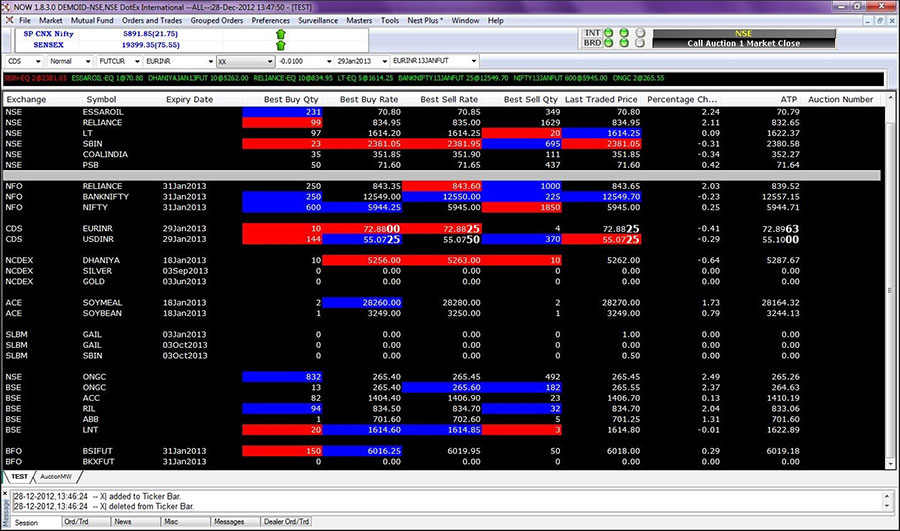 NOW 1.8.3.0 DEMOID-NSE,NSE DotEx International --ALL--:28-Dec-2012 13:47:50 - [TEST]
File Market Mutual Fund Orders and Trades Grouped Orders Preferences Surveillance Masters Tools Nest Plus* Window Help
SP CNX Nifty 5891.85(21.75)
SENSEX 19399.35(75.55)
INT
BRD
NSE
Call Auction 1 Market Close
CDS Normal FUTCUR EURINR XX -0.0100 29Jan2013 EURINR13JANFUT
SBIN-EQ 2@2381.05 ESSAROIL-EQ 1@70.80 DHANIYAJAN13FUT 10@5262.00 RELIANCE-EQ 10@834.95 LT-EQ 5@1614.25 BANKNIFTY13JANFUT 25@12549.70 NIFTY13JANFUT 600@5945.00 ONGC 2@265.55
Exchange Symbol Expiry Date Best Buy Qty Best Buy Rate Best Sell Rate Best Sell Qty Last Traded Price Percentage Ch... ATP Auction Number
NSE ESSAROIL 231 70.80 70.85 349 70.80 2.24 70.79
NSE RELIANCE 99 834.95 835.00 1629 834.95 2.11 832.65
NSE LT 97 1614.20 1614.25 20 1614.25 0.09 1622.37
NSE SBIN 23 2381.05 2381.95 695 2381.05 -0.31 2380.58
NSE COALINDIA 35 351.85 351.90 111 351.85 -0.34 352.27
NSE PSB 50 71.60 71.65 437 71.60 0.42 71.64
NFO RELIANCE 31Jan2013 250 843.35 843.60 1000 843.65 2.03 839.52
NFO BANKNIFTY 31Jan2013 250 12549.00 12550.00 225 12549.70 -0.23 12557.15
NFO NIFTY 31Jan2013 600 5944.25 5945.00 1850 5945.00 0.25 5944.71
CDS EURINR 29Jan2013 10 72.8800 72.8825 4 72.8825 -0.41 72.8963
CDS USDINR 29Jan2013 144 55.0725 55.0750 370 55.0725 -0.29 55.1000
NCDEX DHANIYA 18Jan2013 10 5256.00 5263.00 10 5262.00 -0.64 5287.67
NCDEX SILVER 03Sep2013 0 0.00 0.00 0 0.00 0.00 0.00
NCDEX GOLD 03Jun2013 0 0.00 0.00 0 0.00 0.00 0.00
ACE SOYMEAL 18Jan2013 2 28260.00 28280.00 2 28270.00 1.73 28164.32
ACE SOYBEAN 18Jan2013 1 3249.00 3250.00 1 3249.00 0.79 3244.13
SLBM GAIL 03Jan2013 0 0.00 0.00 0 1.00 0.00 0.00
SLBM GAIL 03Oct2013 0 0.00 0.00 0 0.00 0.00 0.00
SLBM SBIN 03Oct2013 0 0.00 0.00 0 0.50 0.00 0.00
NSE ONGC 832 265.40 265.45 492 265.45 2.49 265.26
BSE ONGC 13 265.40 265.60 182 265.55 2.37 264.63
BSE ACC 82 1404.40 1406.90 23 1406.70 0.13 1410.19
BSE RIL 94 834.50 834.70 32 834.70 2.04 833.06
BSE ABB 1 701.60 702.60 5 701.25 1.31 701.60
BSE LNT 20 1614.60 1614.85 3 1614.80 -0.01 1622.89
BFO BSIFUT 31Jan2013 150 6016.25 6019.95 50 6018.00 0.29 6019.18
BFO BKXFUT 31Jan2013 0 0.00 0.00 0 0.00 0.00 0.00
TEST AuctionMW
Message
28-12-2012,13:46:24 -- X| added to Ticker Bar.
28-12-2012,13:46:24 -- X| deleted from Ticker Bar.
Session Ord/Trd News Misc Messages Dealer Ord/Trd